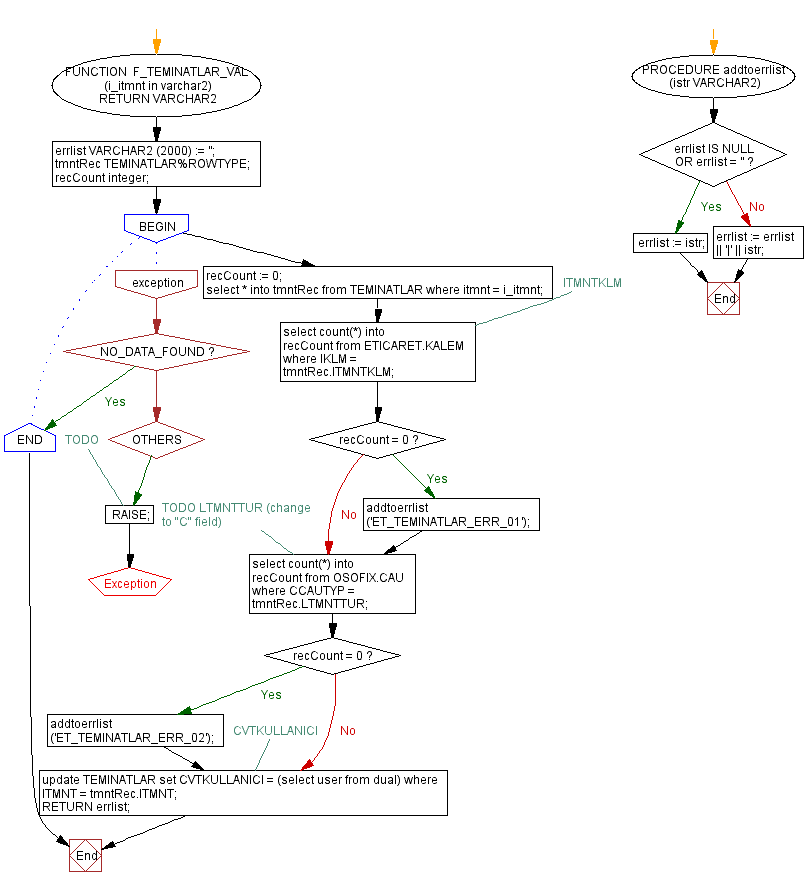 FUNCTION F_TEMINATLAR_VAL
(i_itmnt in varchar2)
RETURN VARCHAR2
errlist VARCHAR2 (2000) := '';
tmntRec TEMINATLAR%ROWTYPE;
recCount integer;
BEGIN
exception
recCount := 0;
select * into tmntRec from TEMINATLAR where itmnt = i_itmnt;
ITMNTKLM
NO_DATA_FOUND ?
select count(*) into
recCount from ETICARET.KALEM
where IKLM =
tmntRec.ITMNTKLM;
Yes
END
TODO
OTHERS
recCount = 0 ?
Yes
No
RAISE;
TODO LTMNTTUR (change
to "C" field)
addtoerrlist
('ET_TEMINATLAR_ERR_01');
Exception
select count(*) into
recCount from OSOFIX.CAU
where CCAUTYP =
tmntRec.LTMNTTUR;
recCount = 0 ?
Yes
addtoerrlist
('ET_TEMINATLAR_ERR_02');
CVTKULLANICI
No
update TEMINATLAR set CVTKULLANICI = (select user from dual) where
ITMNT = tmntRec.ITMNT;
RETURN errlist;
End
PROCEDURE addtoerrlist
(istr VARCHAR2)
errlist IS NULL
OR errlist = '' ?
Yes
No
errlist := istr;
errlist := errlist
|| '|' || istr;
End